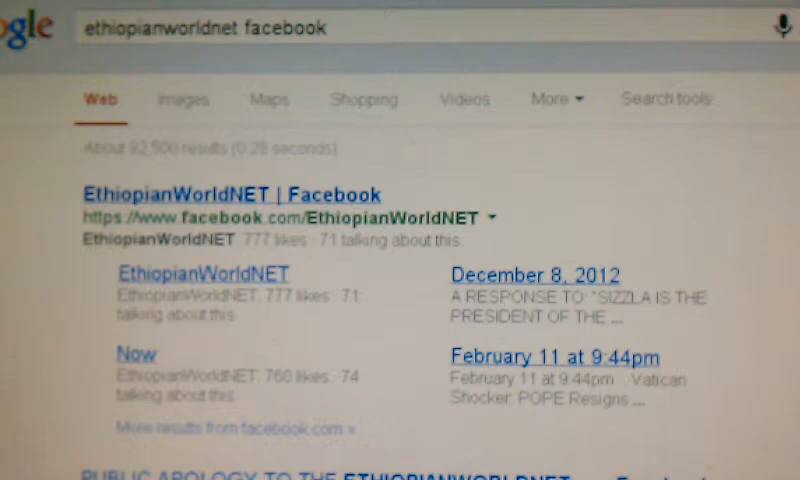 ogle ethiopianworldnet facebook
Web Images Maps Shopping Videos More Search tools
About 92,500 results (0.28 seconds)
EthiopianWorldNET | Facebook
https://www.facebook.com/EthiopianWorldNET
EthiopianWorldNET. 777 likes · 71 talking about this.
EthiopianWorldNET
EthiopianWorldNET. 777 likes · 71
talking about this.
December 8, 2012
A RESPONSE TO: "SIZZLA IS THE
PRESIDENT OF THE ...
Now
EthiopianWorldNET. 760 likes · 74
talking about this.
February 11 at 9:44pm
February 11 at 9:44pm. Vatican
Shocker: POPE Resigns ...
More results from facebook.com »
PUBLIC APOLOGY TO THE ETHIOPIANWORLDNET